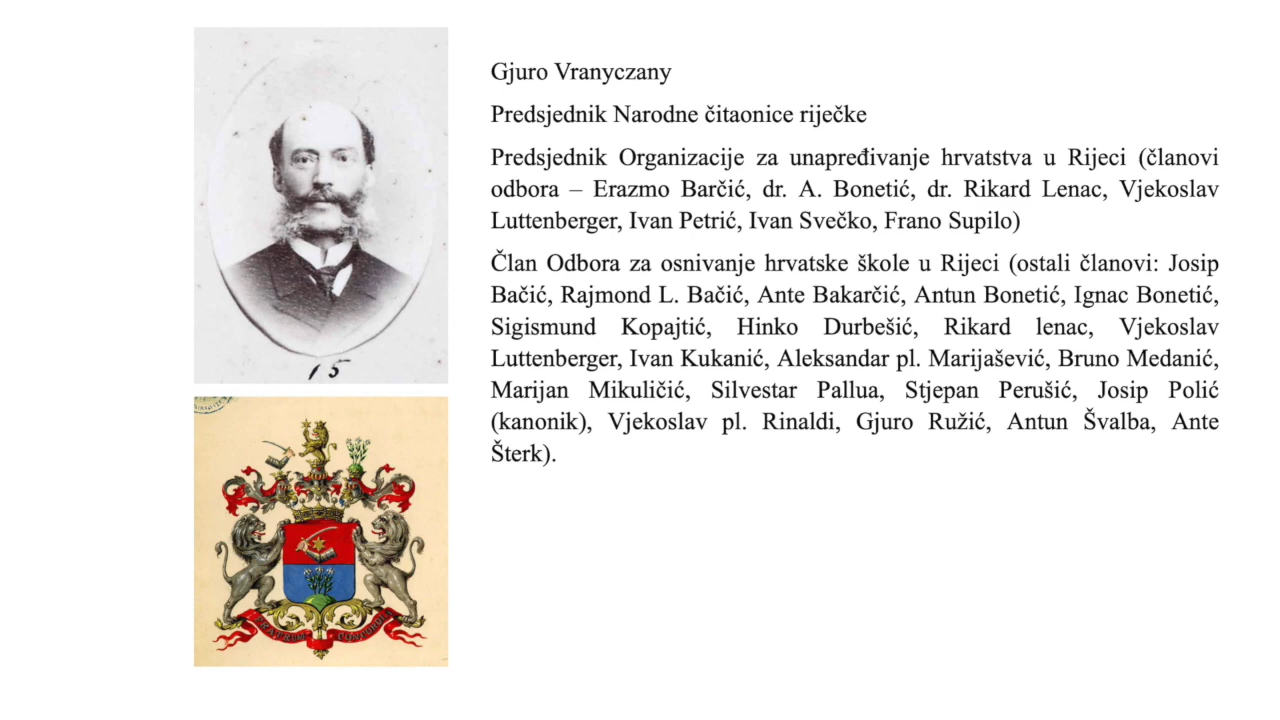 Gjuro Vranyczany
Predsjednik Narodne čitaonice riječke
Predsjednik Organizacije za unapređivanje hrvatstva u Rijeci (članovi
odbora – Erazmo Barčić, dr. A. Bonetić, dr. Rikard Lenac, Vjekoslav
Luttenberger, Ivan Petrić, Ivan Svečko, Frano Supilo)
Član Odbora za osnivanje hrvatske škole u Rijeci (ostali članovi: Josip
Bačić, Rajmond L. Bačić, Ante Bakarčić, Antun Bonetić, Ignac Bonetić,
Sigismund Kopajtić, Hinko Durbešić, Rikard lenac, Vjekoslav
Luttenberger, Ivan Kukanić, Aleksandar pl. Marijašević, Bruno Medanić,
Marijan Mikuličić, Silvestar Pallua, Stjepan Perušić, Josip Polić
(kanonik), Vjekoslav pl. Rinaldi, Gjuro Ružić, Antun Švalba, Ante
Šterk).
15
FRATRUM CONCORDIA